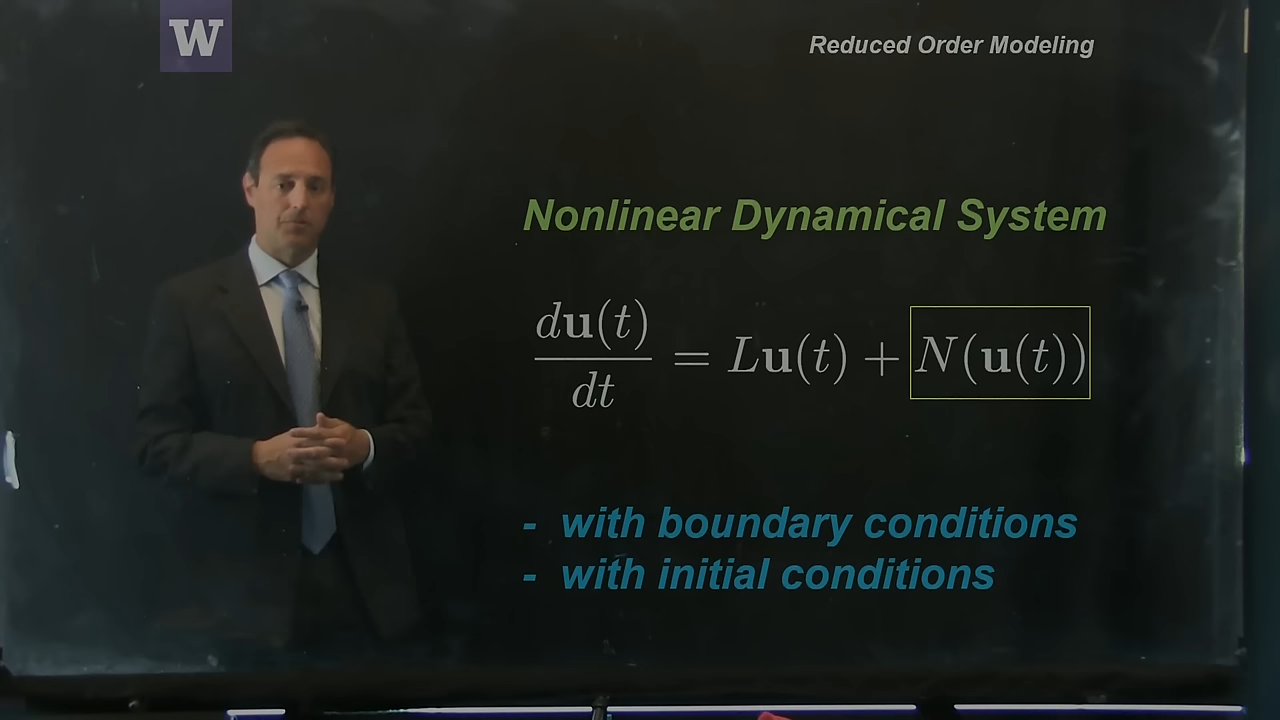 W
Reduced Order Modeling
Nonlinear Dynamical System
du(t)/dt = Lu(t) + N(u(t))
- with boundary conditions
- with initial conditions